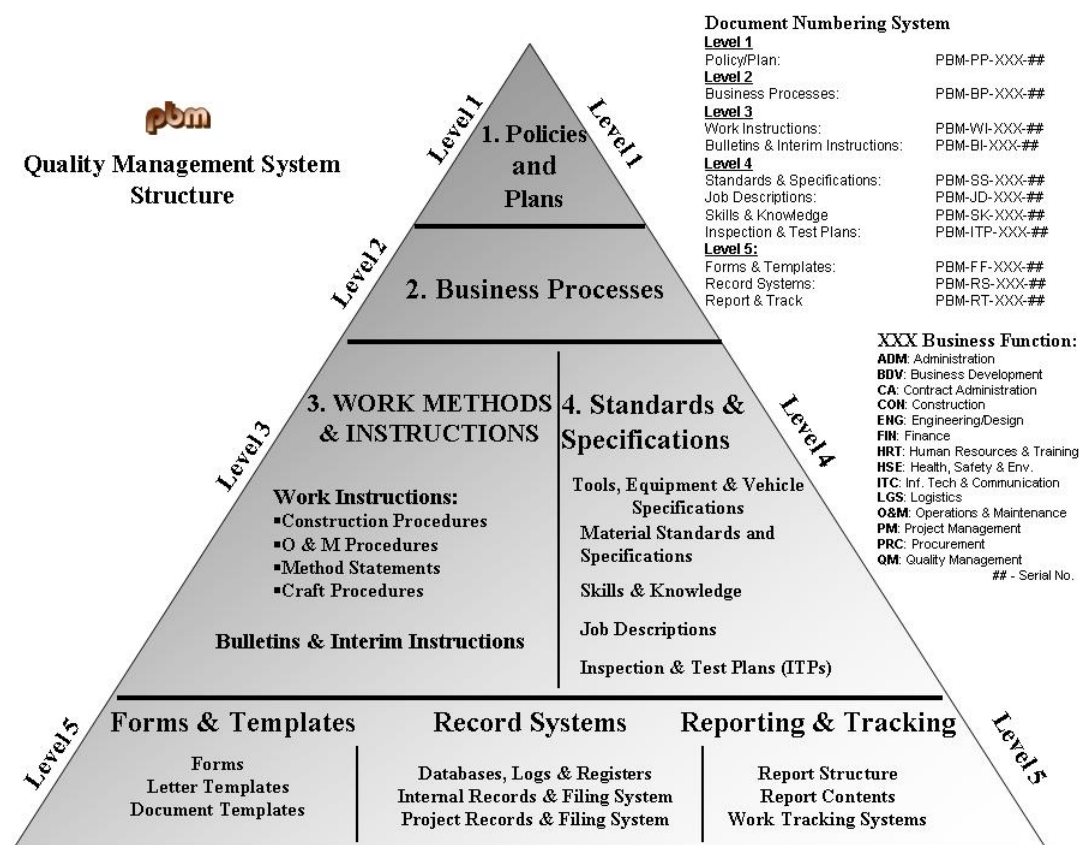 pbm
Quality Management System
Structure
Document Numbering System
Level 1
Policy/Plan: PBM-PP-XXX-##
Level 2
Business Processes: PBM-BP-XXX-##
Level 3
Work Instructions: PBM-WI-XXX-##
Bulletins & Interim Instructions: PBM-BI-XXX-##
Level 4
Standards & Specifications: PBM-SS-XXX-##
Job Descriptions: PBM-JD-XXX-##
Skills & Knowledge PBM-SK-XXX-##
Inspection & Test Plans: PBM-ITP-XXX-##
Level 5:
Forms & Templates: PBM-FF-XXX-##
Record Systems: PBM-RS-XXX-##
Report & Track PBM-RT-XXX-##
XXX Business Function:
ADM: Administration
BDV: Business Development
CA: Contract Administration
CON: Construction
ENG: Engineering/Design
FIN: Finance
HRT: Human Resources & Training
HSE: Health, Safety & Env.
ITC: Inf. Tech & Communication
LGS: Logistics
O&M: Operations & Maintenance
PM: Project Management
PRC: Procurement
QM: Quality Management
## - Serial No.
Level 1
Level 1
1. Policies
and
Plans
Level 2
2. Business Processes
Level 3
3. WORK METHODS
& INSTRUCTIONS
Work Instructions:
▪Construction Procedures
▪O & M Procedures
▪Method Statements
▪Craft Procedures
Bulletins & Interim Instructions
Level 4
4. Standards &
Specifications
Tools, Equipment & Vehicle
Specifications
Material Standards and
Specifications
Skills & Knowledge
Job Descriptions
Inspection & Test Plans (ITPs)
Level 5
Level 5
Forms & Templates
Forms
Letter Templates
Document Templates
Record Systems
Databases, Logs & Registers
Internal Records & Filing System
Project Records & Filing System
Reporting & Tracking
Report Structure
Report Contents
Work Tracking Systems